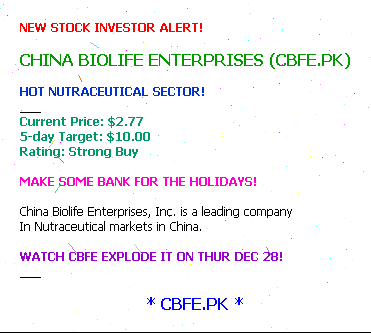 NEW STOCK INVESTOR ALERT!
CHINA BIOLIFE ENTERPRISES (CBFE.PK)
HOT NUTRACEUTICAL SECTOR!
Current Price: $2.77
5-day Target: $10.00
Rating: Strong Buy
MAKE SOME BANK FOR THE HOLIDAYS!
China Biolife Enterprises, Inc. is a leading company
In Nutraceutical markets in China.
WATCH CBFE EXPLODE IT ON THUR DEC 28!
* CBFE.PK *